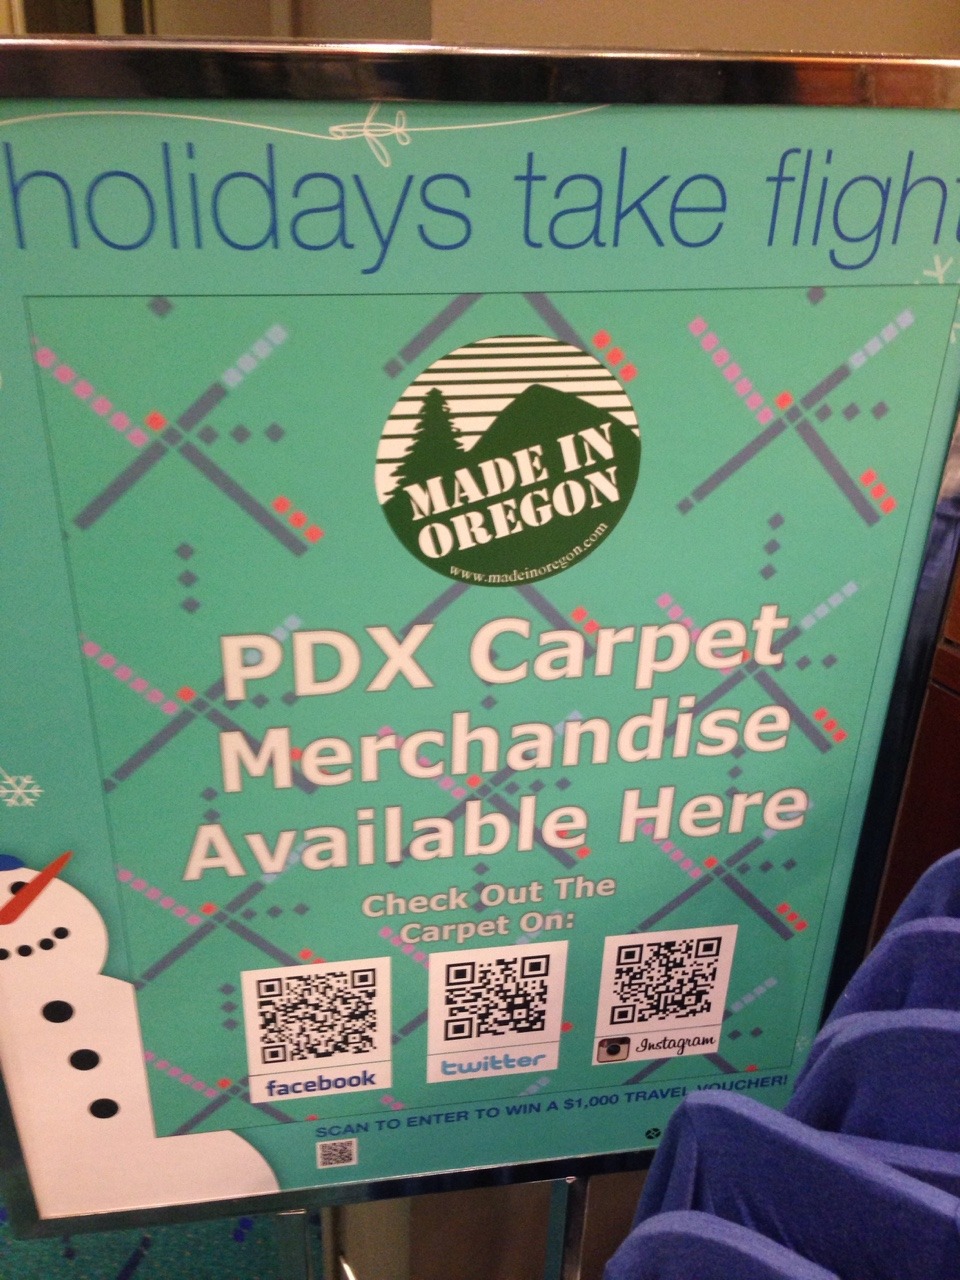 holidays take flight
MADE IN
OREGON
www.madeinoregon.com
PDX Carpet
Merchandise
Available Here
Check Out The
Carpet On:
facebook
twitter
Instagram
SCAN TO ENTER TO WIN A $1,000 TRAVEL VOUCHER!